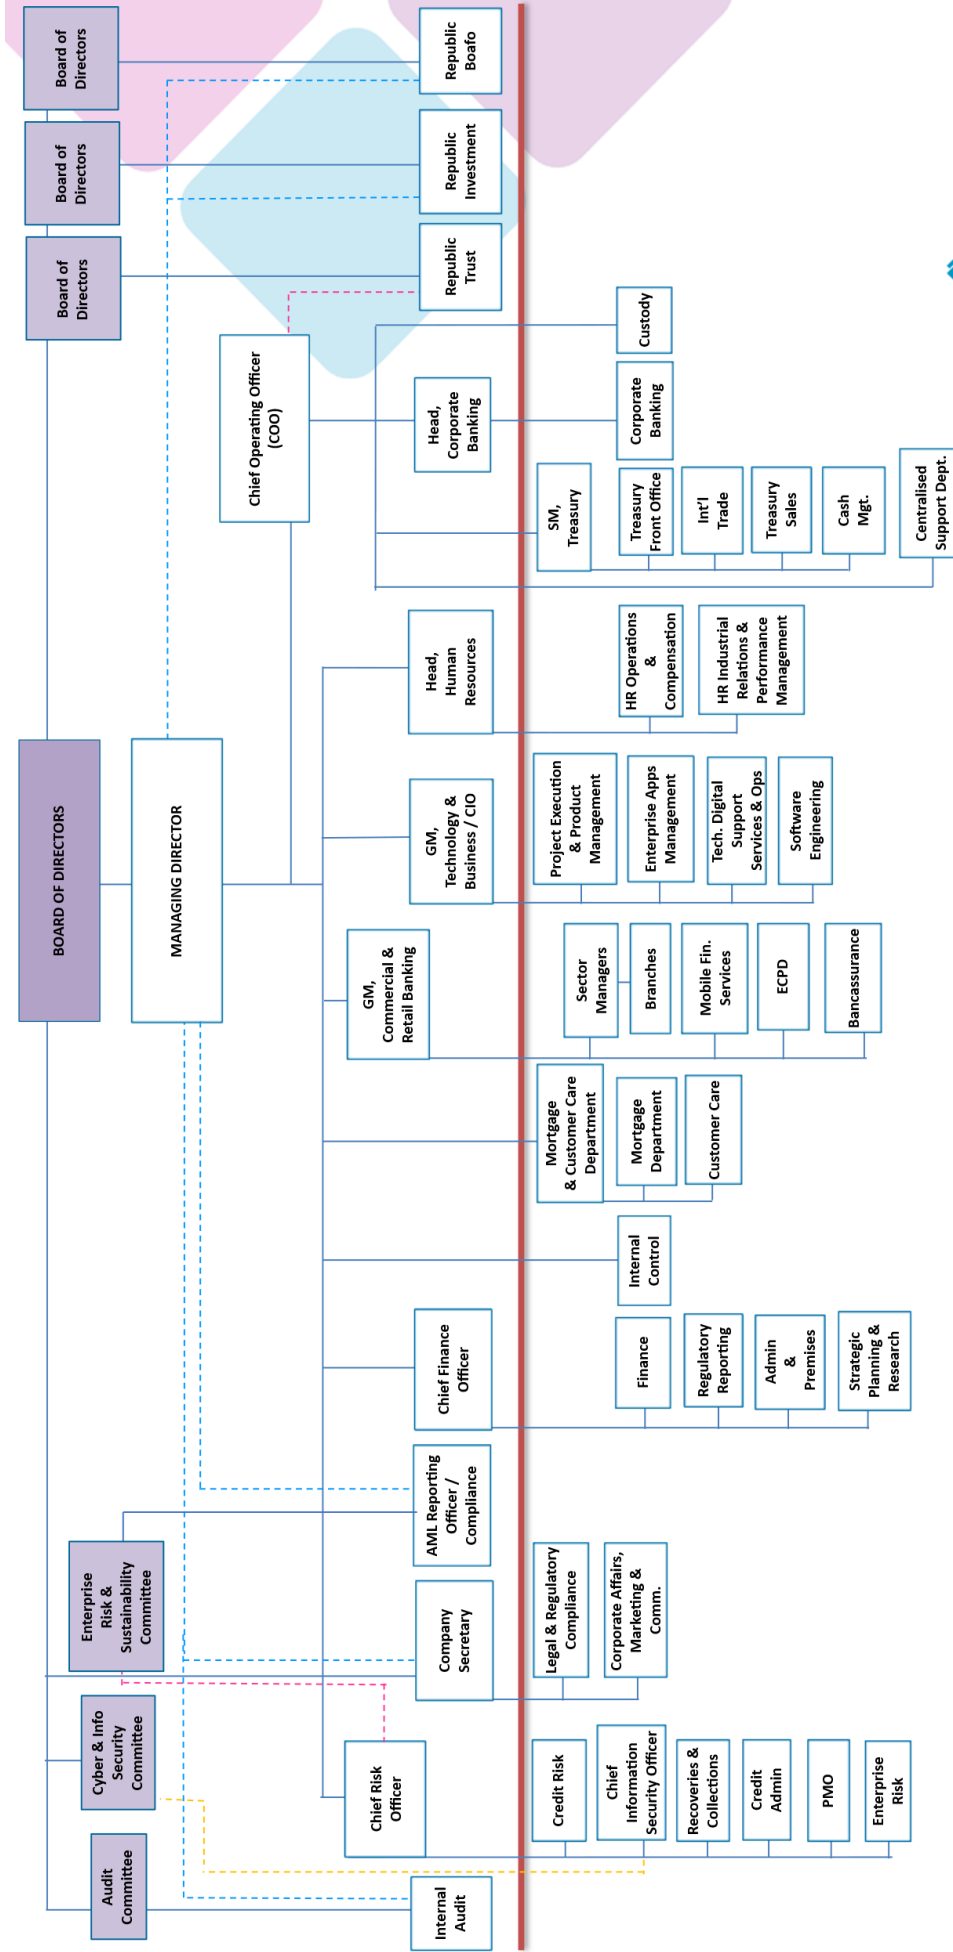 BOARD OF DIRECTORS
Board of
Directors
Board of
Directors
Board of
Directors
Audit
Committee
Cyber & Info
Security
Committee
Enterprise
Risk &
Sustainability
Committee
MANAGING DIRECTOR
Chief Operating Officer
(COO)
Internal
Audit
Chief Risk
Officer
Company
Secretary
AML Reporting
Officer /
Compliance
Chief Finance
Officer
GM,
Commercial &
Retail Banking
GM,
Technology &
Business / CIO
Head,
Human
Resources
Head,
Corporate
Banking
Republic
Trust
Republic
Investment
Republic
Boafo
Credit Risk
Chief
Information
Security Officer
Recoveries &
Collections
Credit
Admin
PMO
Enterprise
Risk
Legal & Regulatory
Compliance
Corporate Affairs,
Marketing &
Comm.
Finance
Regulatory
Reporting
Admin
&
Premises
Strategic
Planning &
Research
Internal
Control
Mortgage
& Customer Care
Department
Mortgage
Department
Customer Care
Sector
Managers
Branches
Mobile Fin.
Services
ECPD
Bancassurance
Project Execution
& Product
Management
Enterprise Apps
Management
Tech. Digital
Support
Services & Ops
Software
Engineering
HR Operations
&
Compensation
HR Industrial
Relations &
Performance
Management
SM,
Treasury
Treasury
Front Office
Int'l
Trade
Treasury
Sales
Cash
Mgt.
Centralised
Support Dept.
Corporate
Banking
Custody